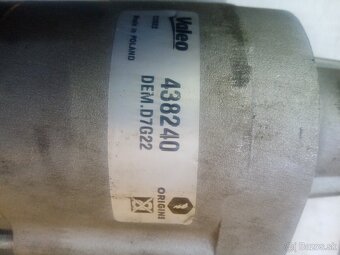 Valeo
Made in POLAND
438240
DEM.D7G22
ORIGINE
Bazos.sk